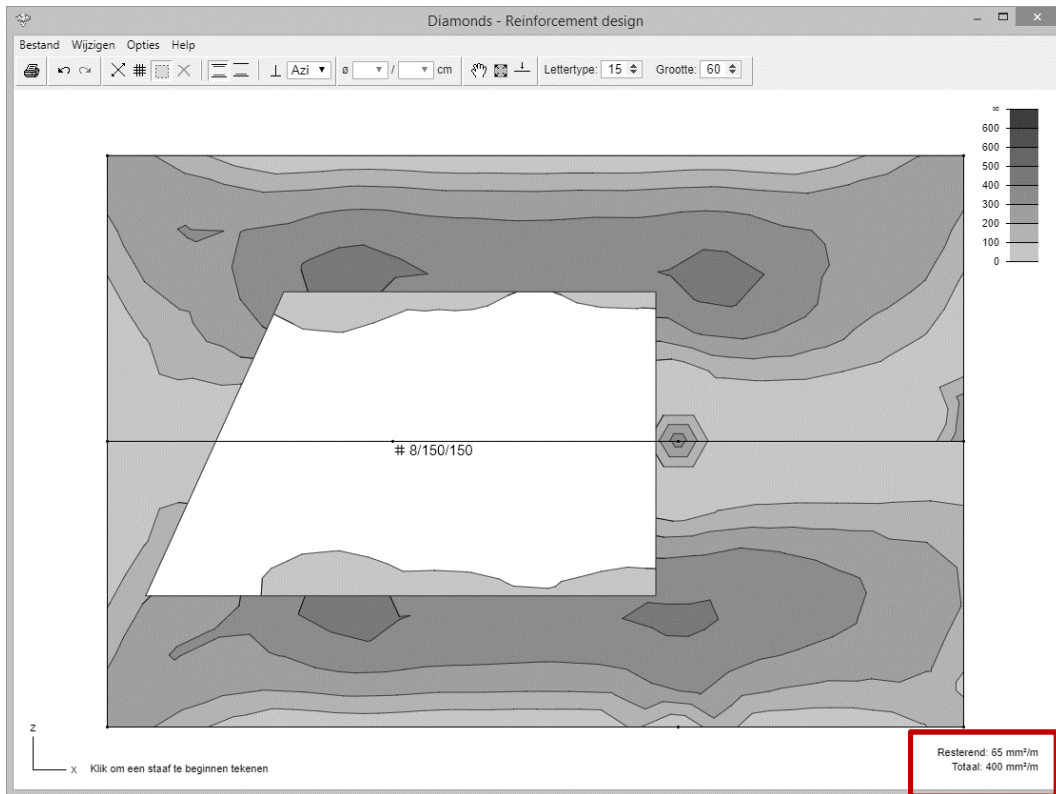 Diamonds - Reinforcement design
Bestand Wijzigen Opties Help
Azi ø / cm Lettertype: 15 Grootte: 60
∞
600
600
500
400
300
200
100
0
# 8/150/150
z
x Klik om een staaf te beginnen tekenen
Resterend: 65 mm²/m
Totaal: 400 mm²/m